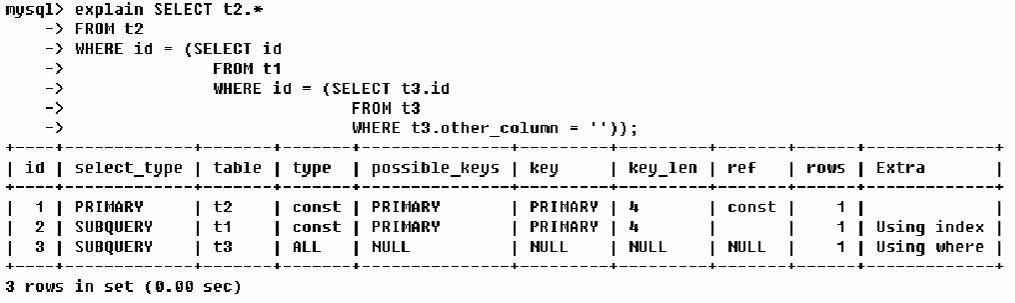 mysql> explain SELECT t2.*
    -> FROM t2
    -> WHERE id = (SELECT id
    ->             FROM t1
    ->             WHERE id = (SELECT t3.id
    ->                         FROM t3
    ->                         WHERE t3.other_column = ''));
+----+-------------+-------+-------+---------------+---------+---------+-------+------+-------------+
| id | select_type | table | type  | possible_keys | key     | key_len | ref   | rows | Extra       |
+----+-------------+-------+-------+---------------+---------+---------+-------+------+-------------+
|  1 | PRIMARY     | t2    | const | PRIMARY       | PRIMARY | 4       | const |    1 |             |
|  2 | SUBQUERY    | t1    | const | PRIMARY       | PRIMARY | 4       |       |    1 | Using index |
|  3 | SUBQUERY    | t3    | ALL   | NULL          | NULL    | NULL    | NULL  |    1 | Using where |
+----+-------------+-------+-------+---------------+---------+---------+-------+------+-------------+
3 rows in set (0.00 sec)